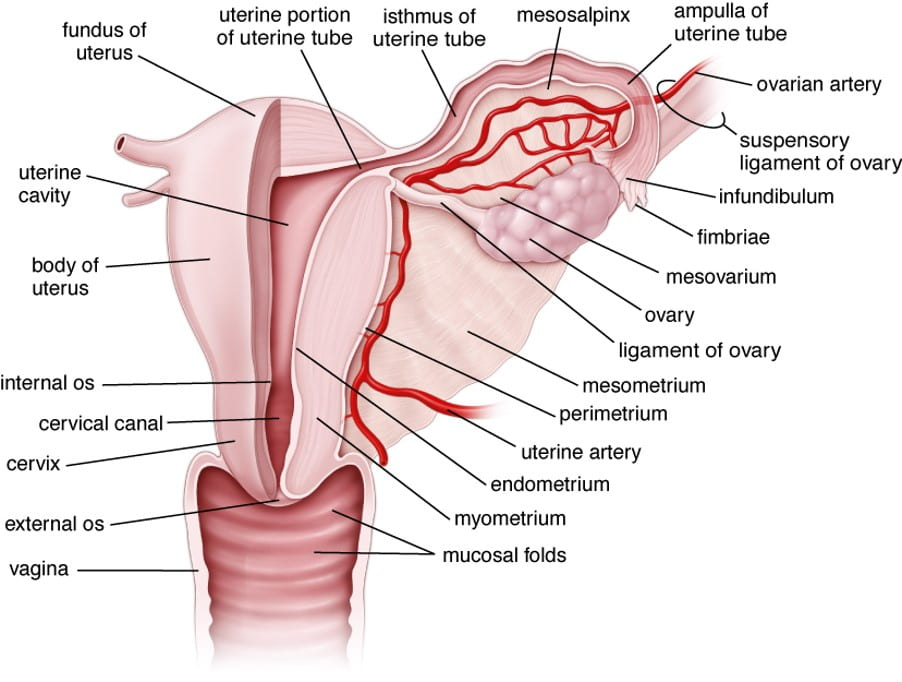 fundus of
uterus
uterine portion
of uterine tube
isthmus of
uterine tube
mesosalpinx
ampulla of
uterine tube
ovarian artery
suspensory
ligament of ovary
infundibulum
fimbriae
mesovarium
ovary
ligament of ovary
mesometrium
perimetrium
uterine artery
endometrium
myometrium
mucosal folds
uterine
cavity
body of
uterus
internal os
cervical canal
cervix
external os
vagina